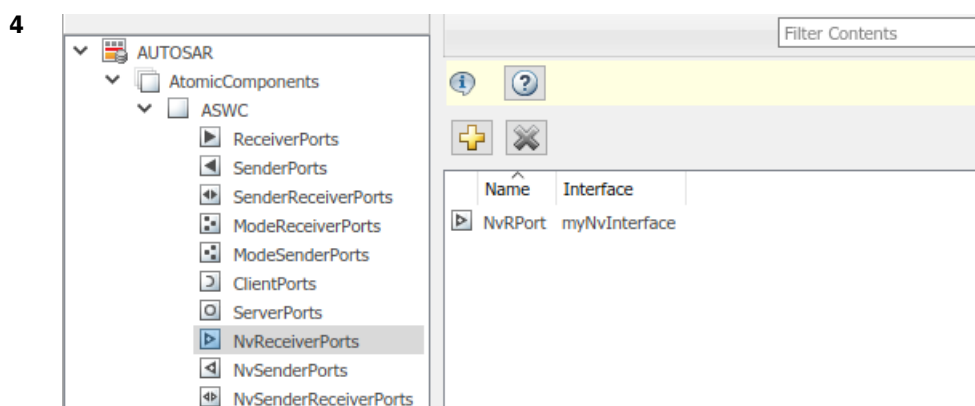 4
Filter Contents
AUTOSAR
AtomicComponents
ASWC
ReceiverPorts
SenderPorts
SenderReceiverPorts
ModeReceiverPorts
ModeSenderPorts
ClientPorts
ServerPorts
NvReceiverPorts
NvSenderPorts
NvSenderReceiverPorts
Name Interface
NvRPort myNvInterface